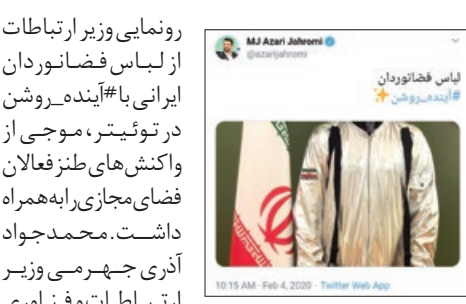 رونمایی وزیر ارتباطات
از لباس فضانوردان
ایرانی با #آینده_روشن
در توئیتر، موجی از
واکنش‌های طنز فعالان
فضای مجازی را به همراه
داشت. محمدجواد
آذری جهرمی وزیر
ارتباطات و فناوری
MJ Azari Jahromi
@azarijahromi
لباس فضانوردان
#آینده_روشن
10:15 AM · Feb 4, 2020 · Twitter Web App